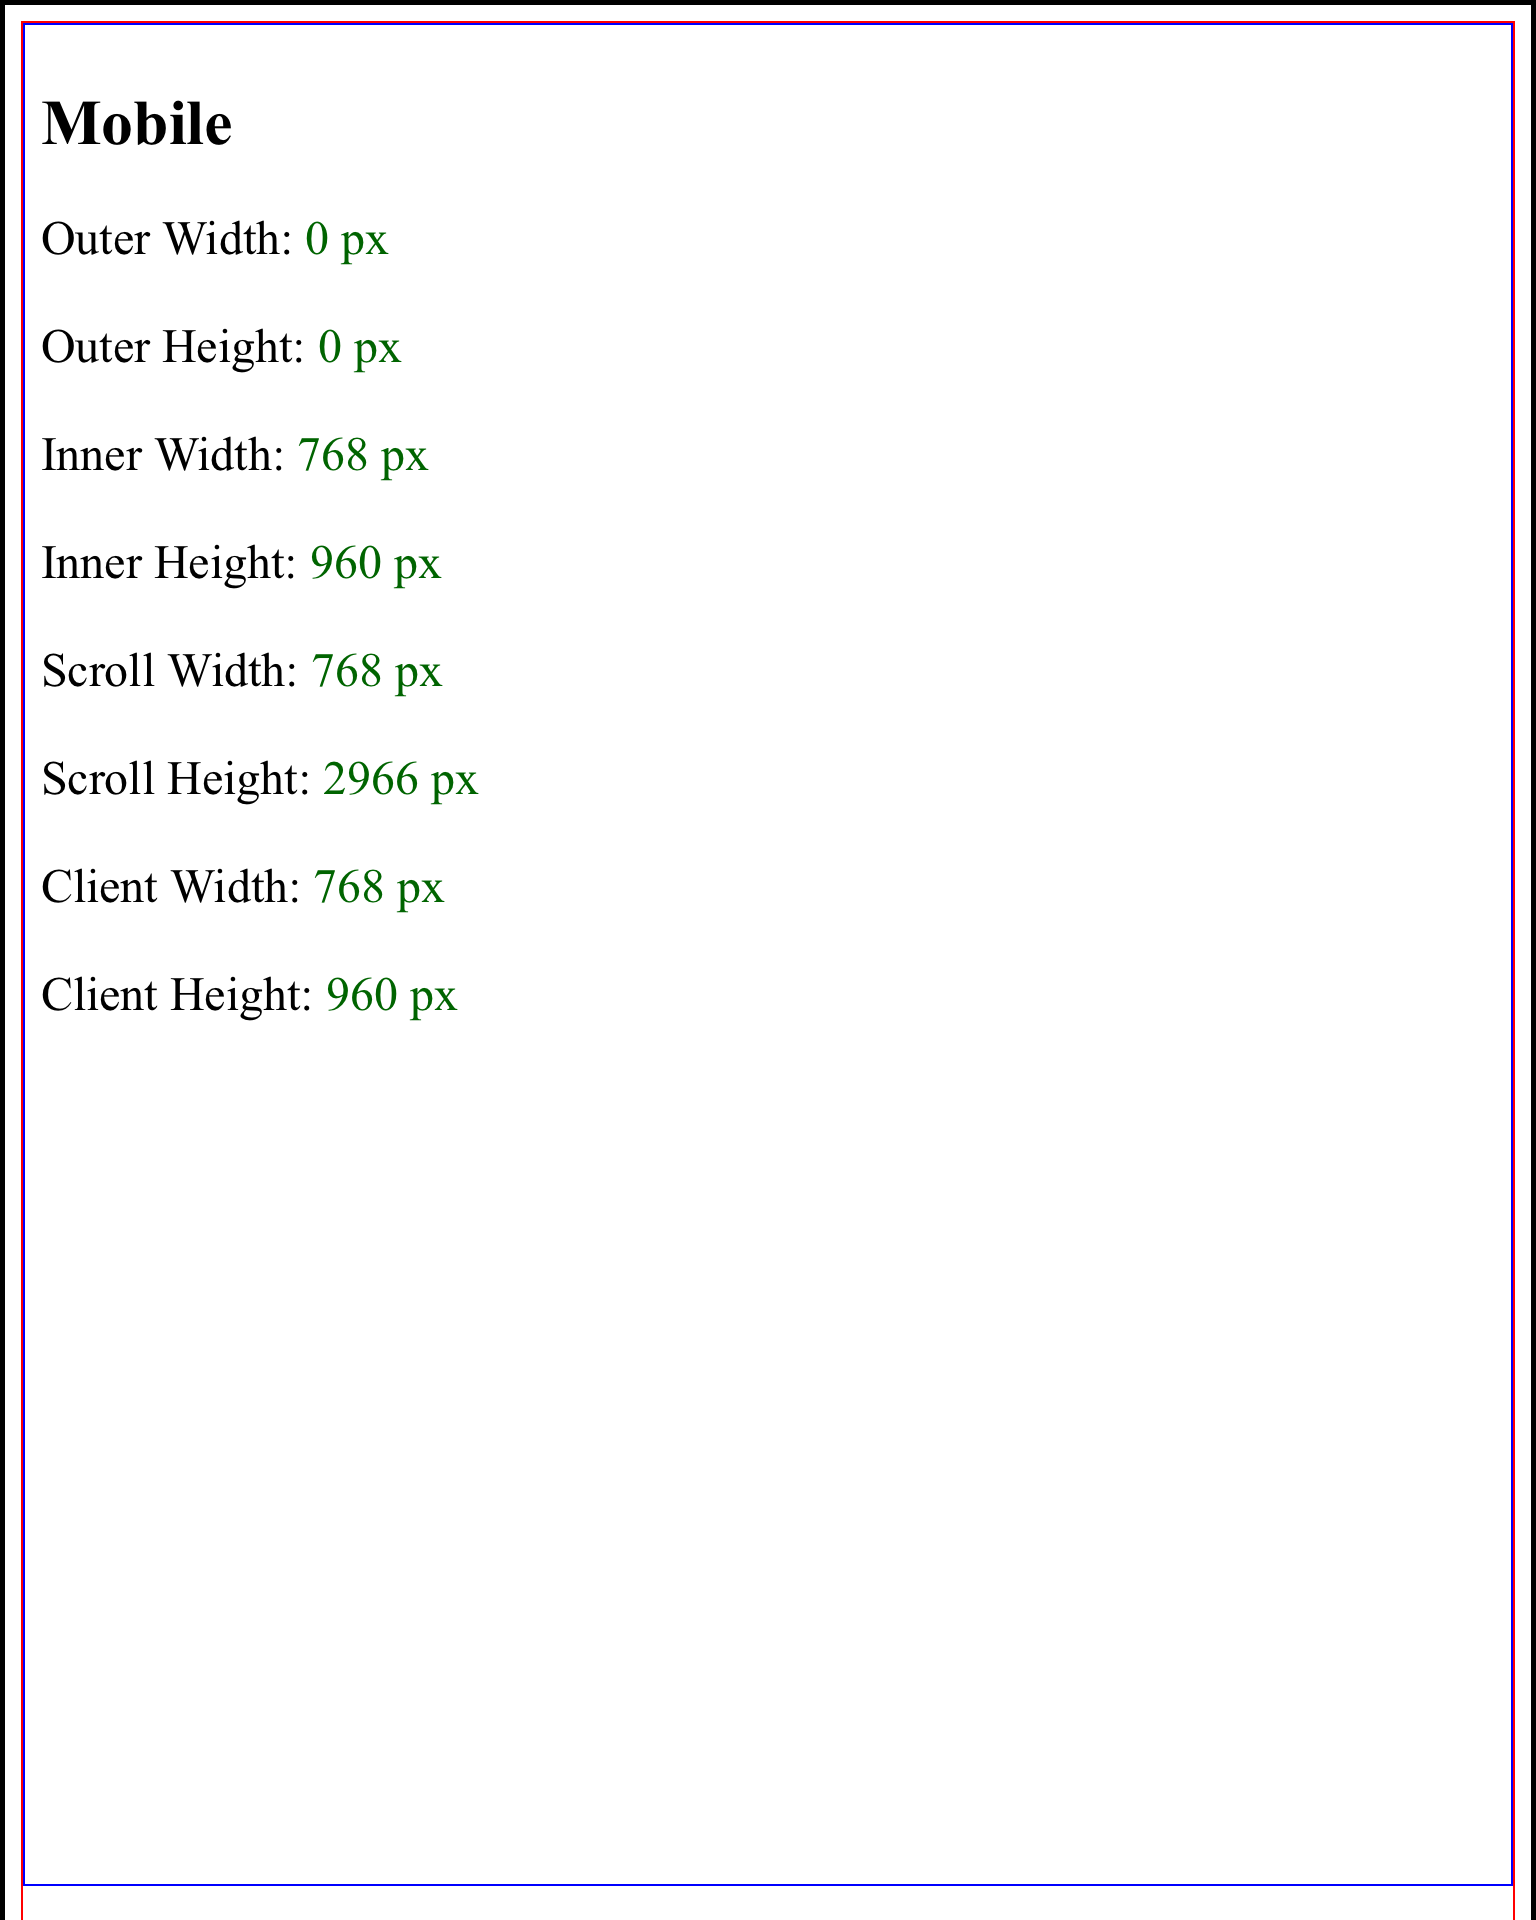 Mobile
Outer Width: 0 px
Outer Height: 0 px
Inner Width: 768 px
Inner Height: 960 px
Scroll Width: 768 px
Scroll Height: 2966 px
Client Width: 768 px
Client Height: 960 px